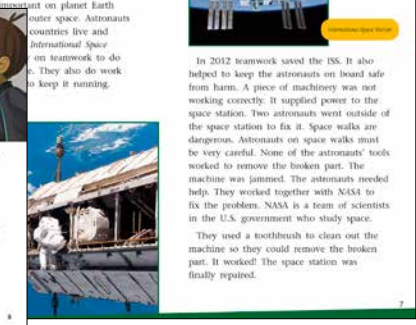 important on planet Earth
outer space. Astronauts
countries live and
International Space
on teamwork to do
e. They also do work
to keep it running.
6
International Space Station
In 2012 teamwork saved the ISS. It also
helped to keep the astronauts on board safe
from harm. A piece of machinery was not
working correctly. It supplied power to the
space station. Two astronauts went outside of
the space station to fix it. Space walks are
dangerous. Astronauts on space walks must
be very careful. None of the astronauts' tools
worked to remove the broken part. The
machine was jammed. The astronauts needed
help. They worked together with NASA to
fix the problem. NASA is a team of scientists
in the U.S. government who study space.
They used a toothbrush to clean out the
machine so they could remove the broken
part. It worked! The space station was
finally repaired.
7